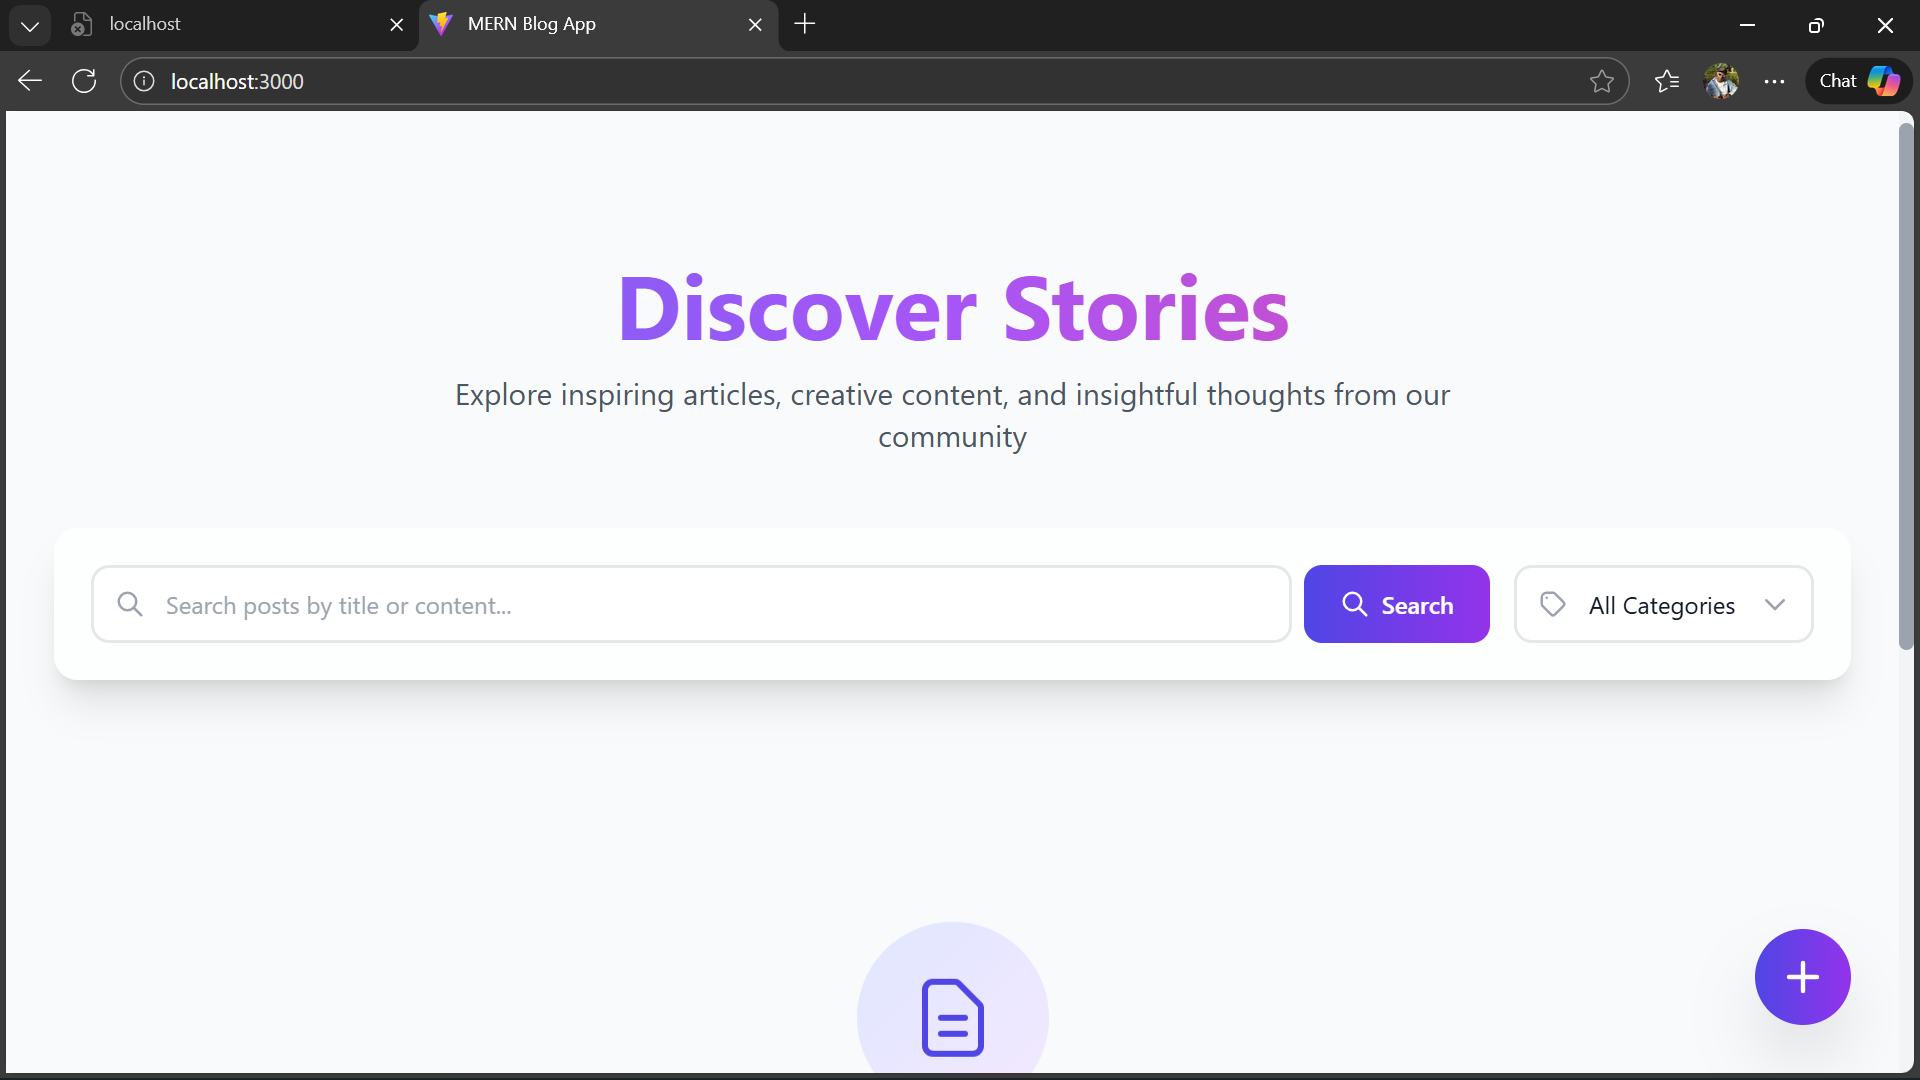 localhost
MERN Blog App
localhost:3000
Chat
Discover Stories
Explore inspiring articles, creative content, and insightful thoughts from our
community
Search posts by title or content...
Search
All Categories